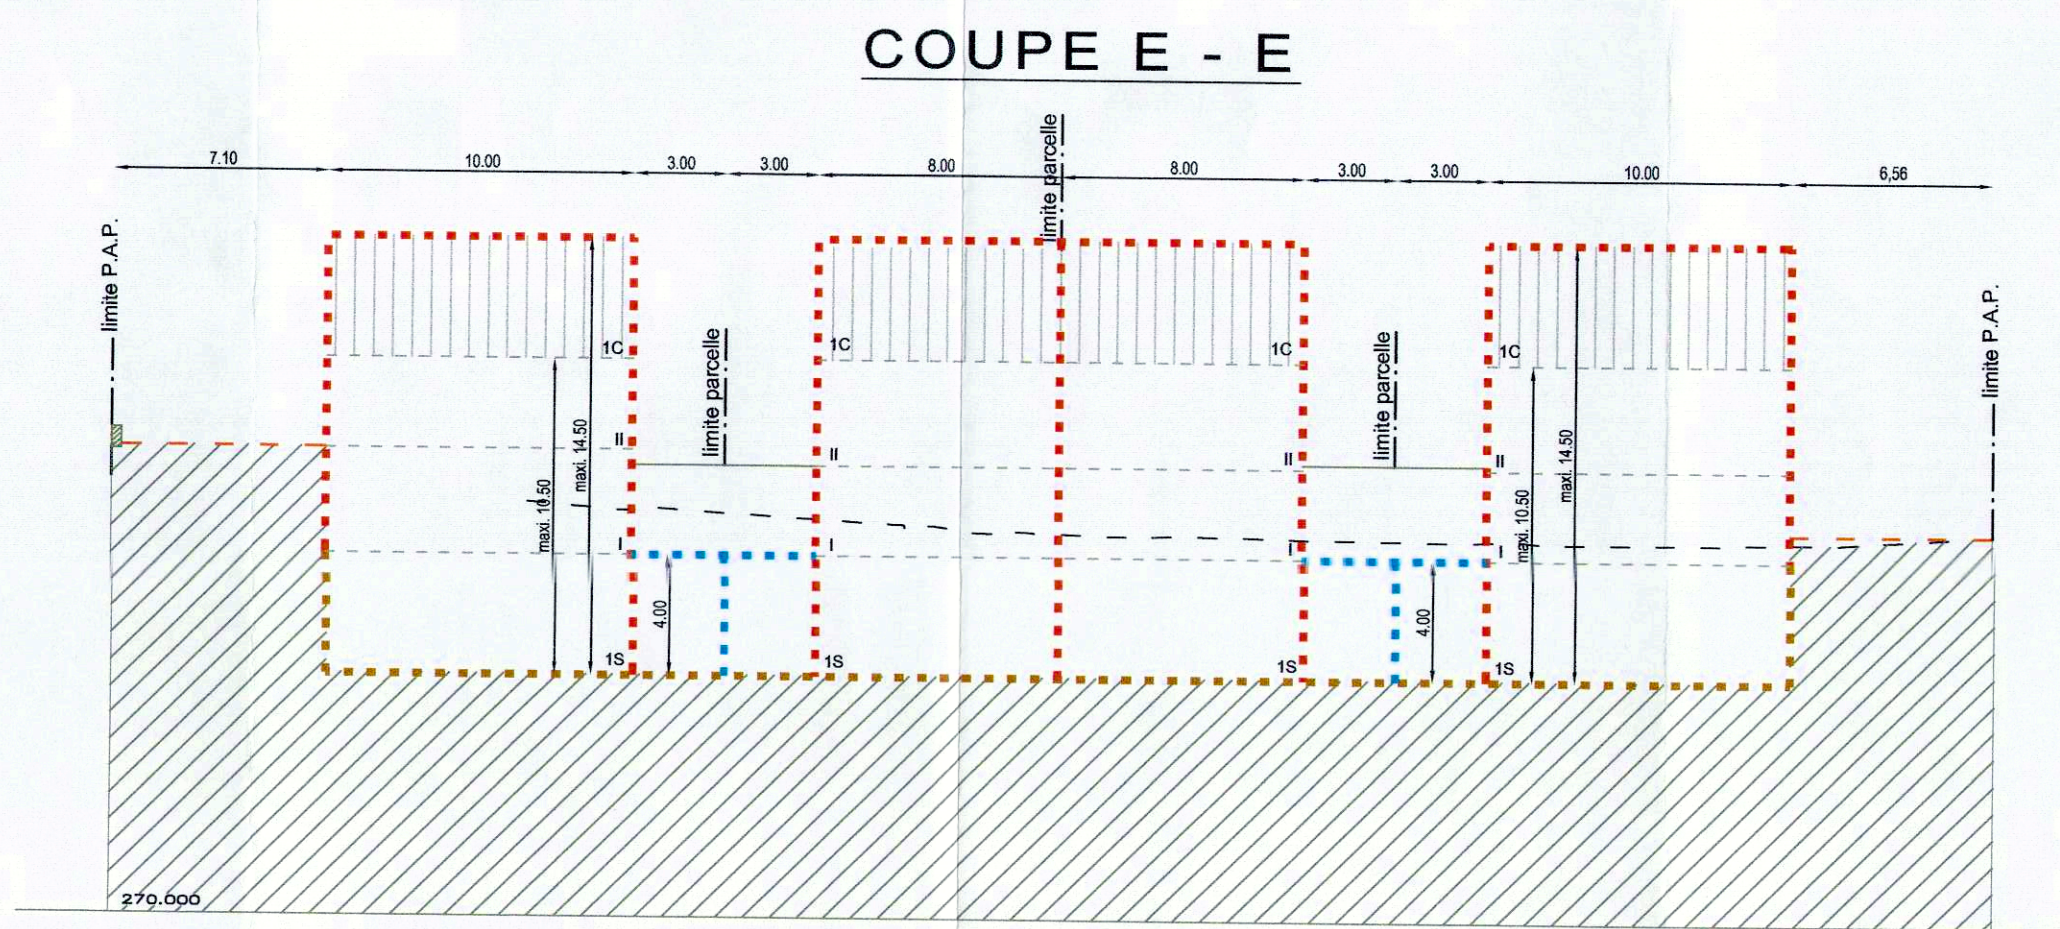 COUPE E - E
limite parcelle
7.10
10.00
3.00
3.00
8.00
8.00
3.00
3.00
10.00
6,56
limite P.A.P.
limite P.A.P.
1C
1C
1C
1C
limite parcelle
limite parcelle
II
II
II
II
maxi. 10.50
maxi. 14.50
maxi. 10.50
maxi. 14.50
I
I
I
I
4.00
4.00
1S
1S
1S
1S
270.000